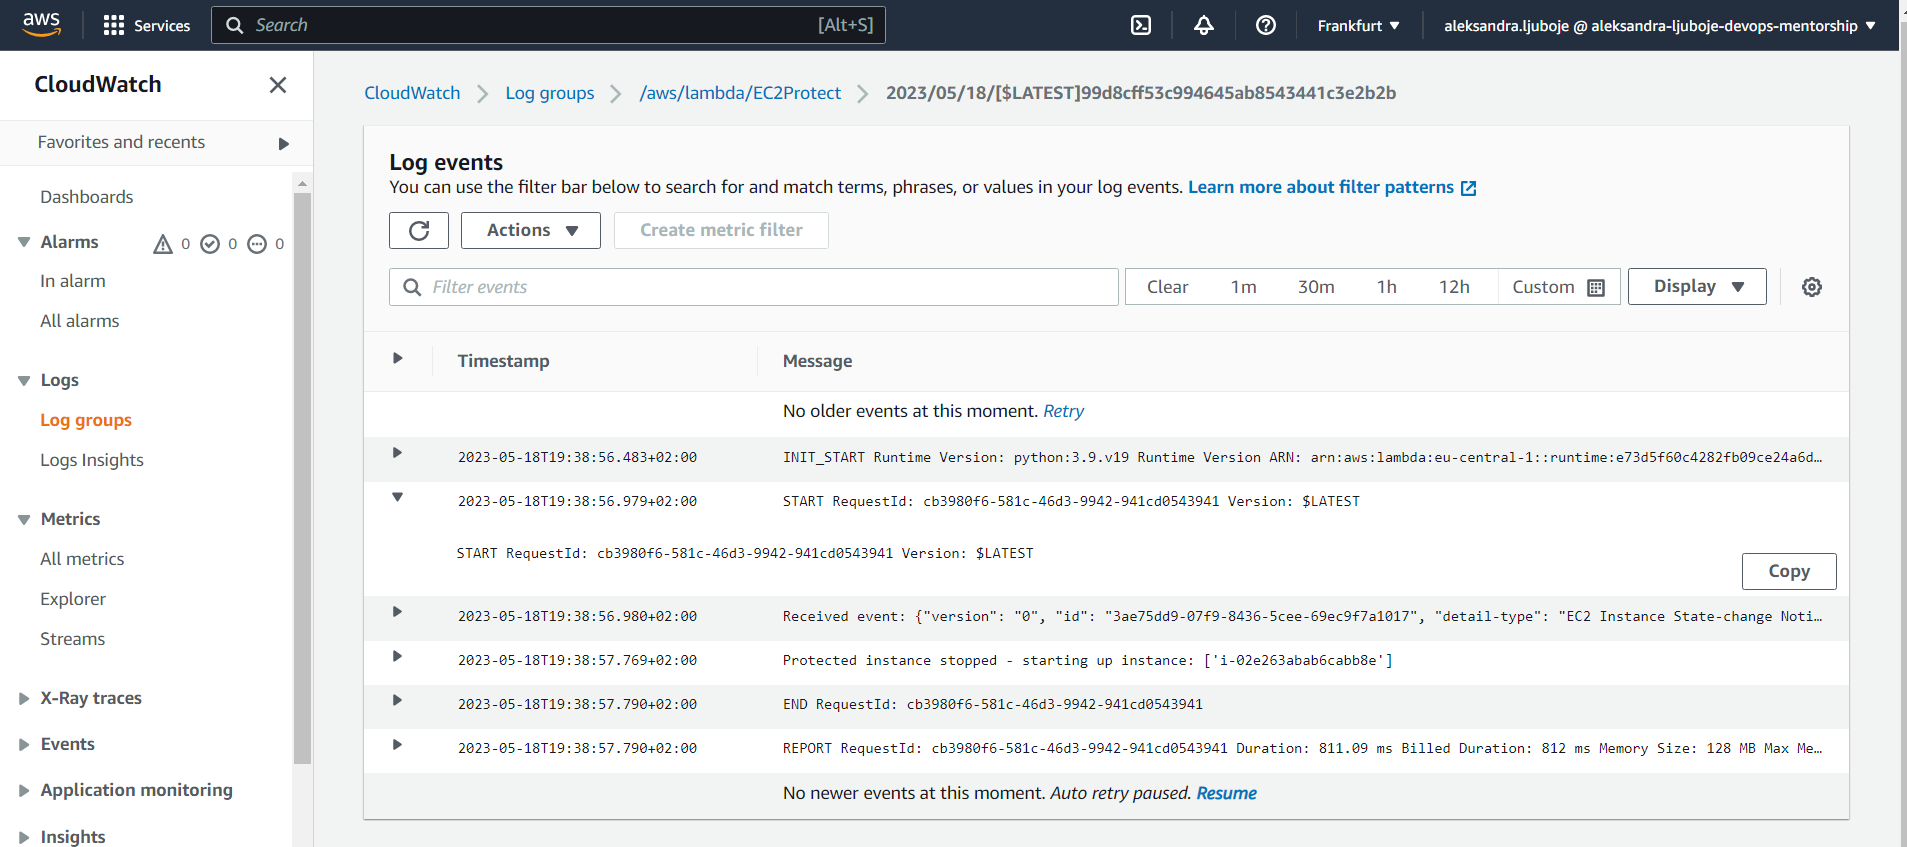 aws Services Search [Alt+S] Frankfurt aleksandra.ljuboje @ aleksandra-ljuboje-devops-mentorship
CloudWatch
Favorites and recents
Dashboards
Alarms 0 0 0
In alarm
All alarms
Logs
Log groups
Logs Insights
Metrics
All metrics
Explorer
Streams
X-Ray traces
Events
Application monitoring
Insights
CloudWatch Log groups /aws/lambda/EC2Protect 2023/05/18/[$LATEST]99d8cff53c994645ab8543441c3e2b2b
Log events
You can use the filter bar below to search for and match terms, phrases, or values in your log events. Learn more about filter patterns
Actions Create metric filter
Filter events Clear 1m 30m 1h 12h Custom Display
Timestamp Message
No older events at this moment. Retry
2023-05-18T19:38:56.483+02:00 INIT_START Runtime Version: python:3.9.v19 Runtime Version ARN: arn:aws:lambda:eu-central-1::runtime:e73d5f60c4282fb09ce24a6d…
2023-05-18T19:38:56.979+02:00 START RequestId: cb3980f6-581c-46d3-9942-941cd0543941 Version: $LATEST
START RequestId: cb3980f6-581c-46d3-9942-941cd0543941 Version: $LATEST
Copy
2023-05-18T19:38:56.980+02:00 Received event: {"version": "0", "id": "3ae75dd9-07f9-8436-5cee-69ec9f7a1017", "detail-type": "EC2 Instance State-change Noti…
2023-05-18T19:38:57.769+02:00 Protected instance stopped - starting up instance: ['i-02e263abab6cabb8e']
2023-05-18T19:38:57.790+02:00 END RequestId: cb3980f6-581c-46d3-9942-941cd0543941
2023-05-18T19:38:57.790+02:00 REPORT RequestId: cb3980f6-581c-46d3-9942-941cd0543941 Duration: 811.09 ms Billed Duration: 812 ms Memory Size: 128 MB Max Me…
No newer events at this moment. Auto retry paused. Resume